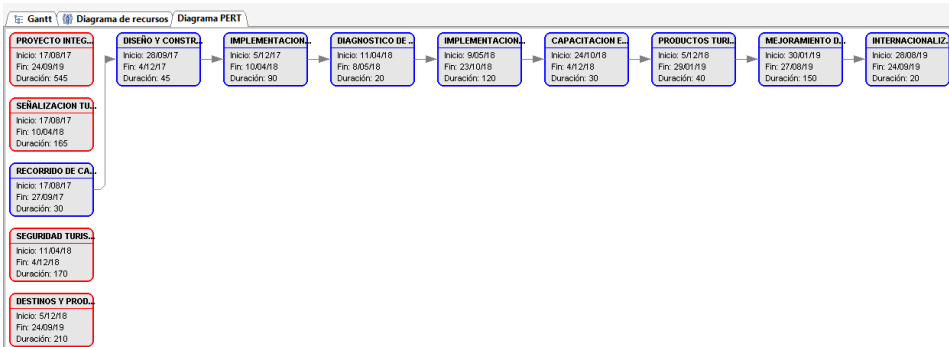 Gantt
Diagrama de recursos
Diagrama PERT
PROYECTO INTEG...
Inicio: 17/08/17
Fin: 24/09/19
Duración: 545
DISEÑO Y CONSTR...
Inicio: 28/09/17
Fin: 4/12/17
Duración: 45
IMPLEMENTACION...
Inicio: 5/12/17
Fin: 10/04/18
Duración: 90
DIAGNOSTICO DE ...
Inicio: 11/04/18
Fin: 8/05/18
Duración: 20
IMPLEMENTACION...
Inicio: 9/05/18
Fin: 23/10/18
Duración: 120
CAPACITACION E...
Inicio: 24/10/18
Fin: 4/12/18
Duración: 30
PRODUCTOS TURI...
Inicio: 5/12/18
Fin: 29/01/19
Duración: 40
MEJORAMIENTO D...
Inicio: 30/01/19
Fin: 27/08/19
Duración: 150
INTERNACIONALIZ...
Inicio: 28/08/19
Fin: 24/09/19
Duración: 20
SEÑALIZACION TU...
Inicio: 17/08/17
Fin: 10/04/18
Duración: 165
RECORRIDO DE CA...
Inicio: 17/08/17
Fin: 27/09/17
Duración: 30
SEGURIDAD TURIS...
Inicio: 11/04/18
Fin: 4/12/18
Duración: 170
DESTINOS Y PROD...
Inicio: 5/12/18
Fin: 24/09/19
Duración: 210